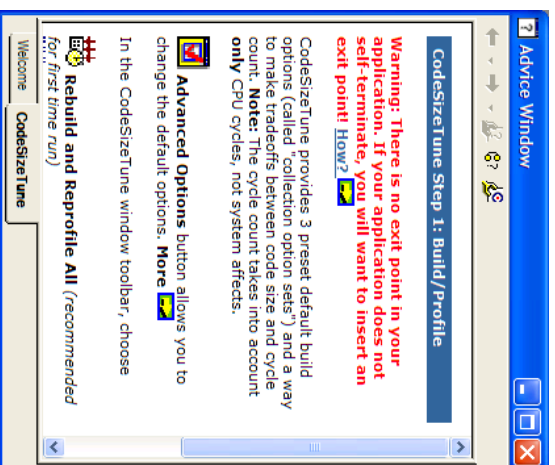 Advice Window
CodeSizeTune Step 1: Build/Profile
Warning: There is no exit point in your
application. If your application does not
self-terminate, you will want to insert an
exit point! How?
CodeSizeTune provides 3 preset default build
options (called "collection option sets") and a way
to make tradeoffs between code size and cycle
count. Note: The cycle count takes into account
only CPU cycles, not system affects.
Advanced Options button allows you to
change the default options. More
In the CodeSizeTune window toolbar, choose
Rebuild and Reprofile All (recommended
for first time run)
Welcome
CodeSizeTune